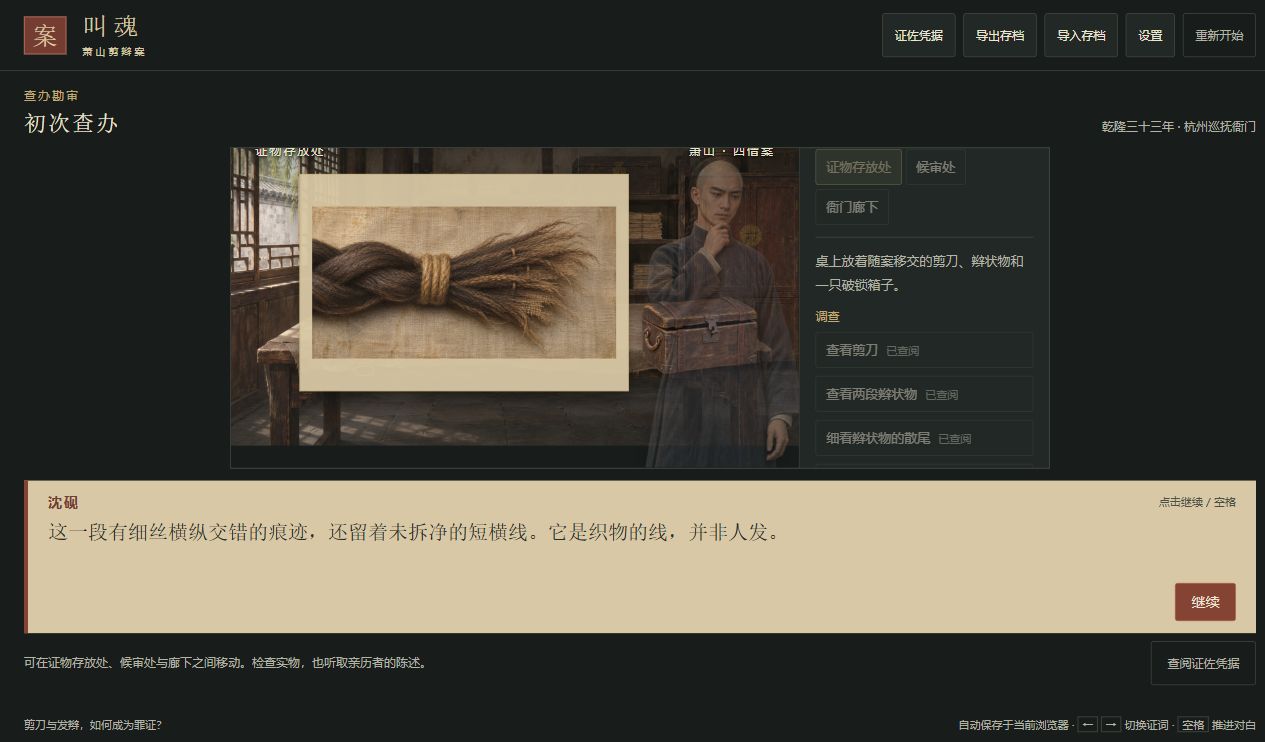 案
叫魂
萧山剪辫案
证佐凭据
导出存档
导入存档
设置
重新开始
查办勘审
初次查办
乾隆三十三年 · 杭州巡抚衙门
证物存放处
萧山 · 四僧案
证物存放处
候审处
衙门廊下
桌上放着随案移交的剪刀、辫状物和
一只破锁箱子。
调查
查看剪刀 已查阅
查看两段辫状物 已查阅
细看辫状物的散尾 已查阅
沈砚
点击继续 / 空格
这一段有细丝横纵交错的痕迹，还留着未拆净的短横线。它是织物的线，并非人发。
继续
可在证物存放处、候审处与廊下之间移动。检查实物，也听取亲历者的陈述。
查阅证佐凭据
剪刀与发辫，如何成为罪证？
自动保存于当前浏览器 · ← → 切换证词 · 空格 推进对白